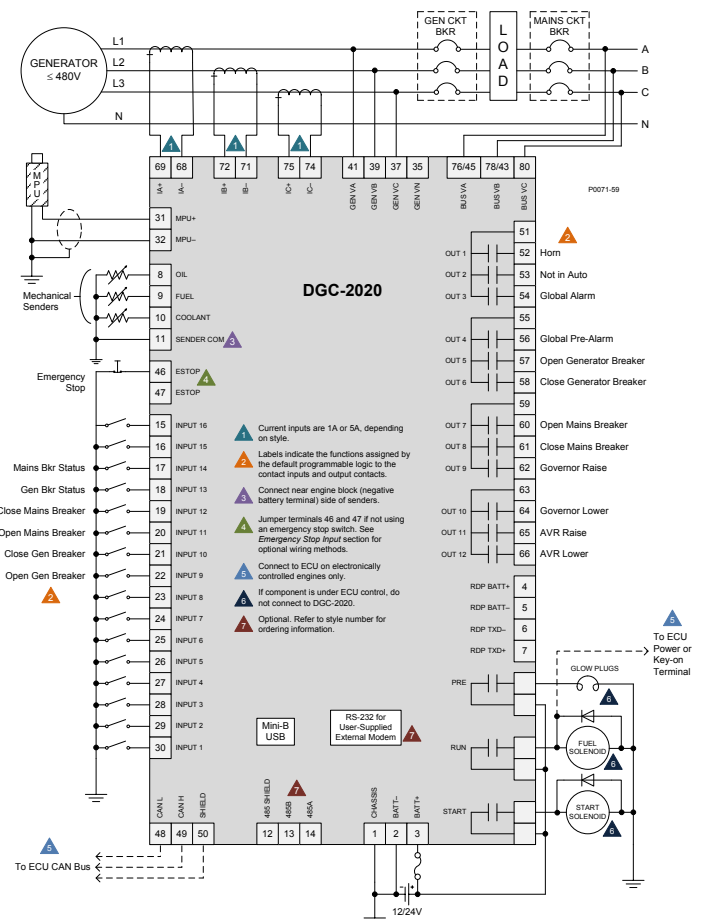 GEN CKT
BKR
MAINS CKT
BKR
L
O
A
D
GENERATOR
≤ 480V
L1
L2
L3
N
A
B
C
N
1
1
1
69
68
72
71
75
74
41
39
37
35
76/45
78/43
80
IA+
IA–
IB+
IB–
IC+
IC–
GEN VA
GEN VB
GEN VC
GEN VN
BUS VA
BUS VB
BUS VC
P0071-59
M
P
U
31 MPU+
32 MPU–
DGC-2020
Mechanical
Senders
8 OIL
9 FUEL
10 COOLANT
11 SENDER COM
3
Emergency
Stop
46 ESTOP
47 ESTOP
4
15 INPUT 16
16 INPUT 15
Mains Bkr Status 17 INPUT 14
Gen Bkr Status 18 INPUT 13
Close Mains Breaker 19 INPUT 12
Open Mains Breaker 20 INPUT 11
Close Gen Breaker 21 INPUT 10
Open Gen Breaker 22 INPUT 9
2
23 INPUT 8
24 INPUT 7
25 INPUT 6
26 INPUT 5
27 INPUT 4
28 INPUT 3
29 INPUT 2
30 INPUT 1
1 Current inputs are 1A or 5A, depending
on style.
2 Labels indicate the functions assigned by
the default programmable logic to the
contact inputs and output contacts.
3 Connect near engine block (negative
battery terminal) side of senders.
4 Jumper terminals 46 and 47 if not using
an emergency stop switch. See
Emergency Stop Input section for
optional wiring methods.
5 Connect to ECU on electronically
controlled engines only.
6 If component is under ECU control, do
not connect to DGC-2020.
7 Optional. Refer to style number for
ordering information.
51
2
OUT 1 52 Horn
OUT 2 53 Not in Auto
OUT 3 54 Global Alarm
55
OUT 4 56 Global Pre-Alarm
OUT 5 57 Open Generator Breaker
OUT 6 58 Close Generator Breaker
59
OUT 7 60 Open Mains Breaker
OUT 8 61 Close Mains Breaker
OUT 9 62 Governor Raise
63
OUT 10 64 Governor Lower
OUT 11 65 AVR Raise
OUT 12 66 AVR Lower
RDP BATT+ 4
RDP BATT– 5
RDP TXD– 6
RDP TXD+ 7
5
To ECU
Power or
Key-on
Terminal
PRE
GLOW PLUGS
6
RUN
FUEL
SOLENOID
6
START
START
SOLENOID
6
Mini-B
USB
RS-232 for
User-Supplied
External Modem
7
7
CAN L
CAN H
SHIELD
485 SHIELD
485B
485A
CHASSIS
BATT–
BATT+
48
49
50
12
13
14
1
2
3
5
To ECU CAN Bus
-
+
12/24V